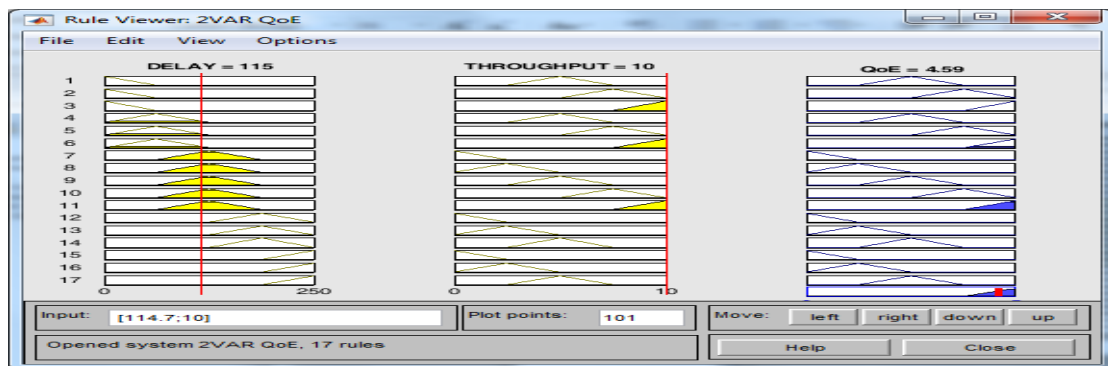 Rule Viewer: 2VAR QoE
File Edit View Options
DELAY = 115 THROUGHPUT = 10 QoE = 4.59
1
2
3
4
5
6
7
8
9
10
11
12
13
14
15
16
17
0 250 0 10
Input: [114.7;10] Plot points: 101 Move: left right down up
Opened system 2VAR QoE, 17 rules Help Close